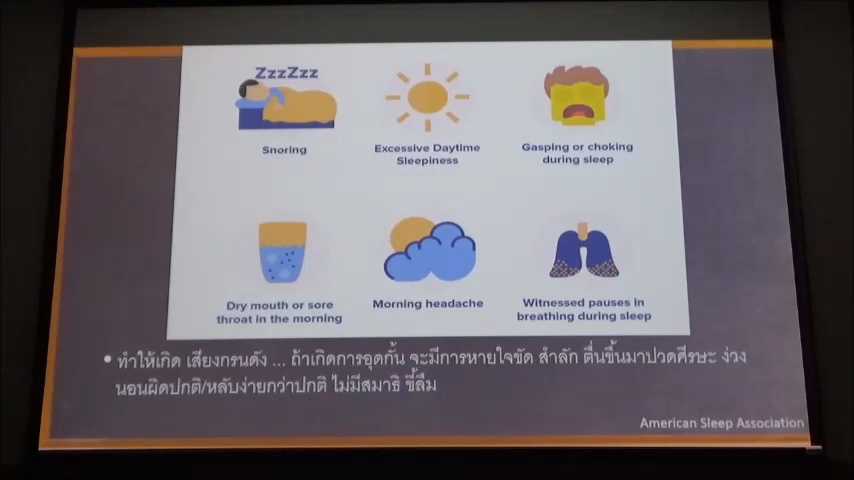 ZzzZzz
Snoring
Excessive Daytime
Sleepiness
Gasping or choking
during sleep
Dry mouth or sore
throat in the morning
Morning headache
Witnessed pauses in
breathing during sleep
• ทำให้เกิด เสียงกรนดัง ... ถ้าเกิดการอุดกั้น จะมีการหายใจขัด สำลัก ตื่นขึ้นมาปวดศีรษะ ง่วง
นอนผิดปกติ/หลับง่ายกว่าปกติ ไม่มีสมาธิ ขี้ลืม
American Sleep Association